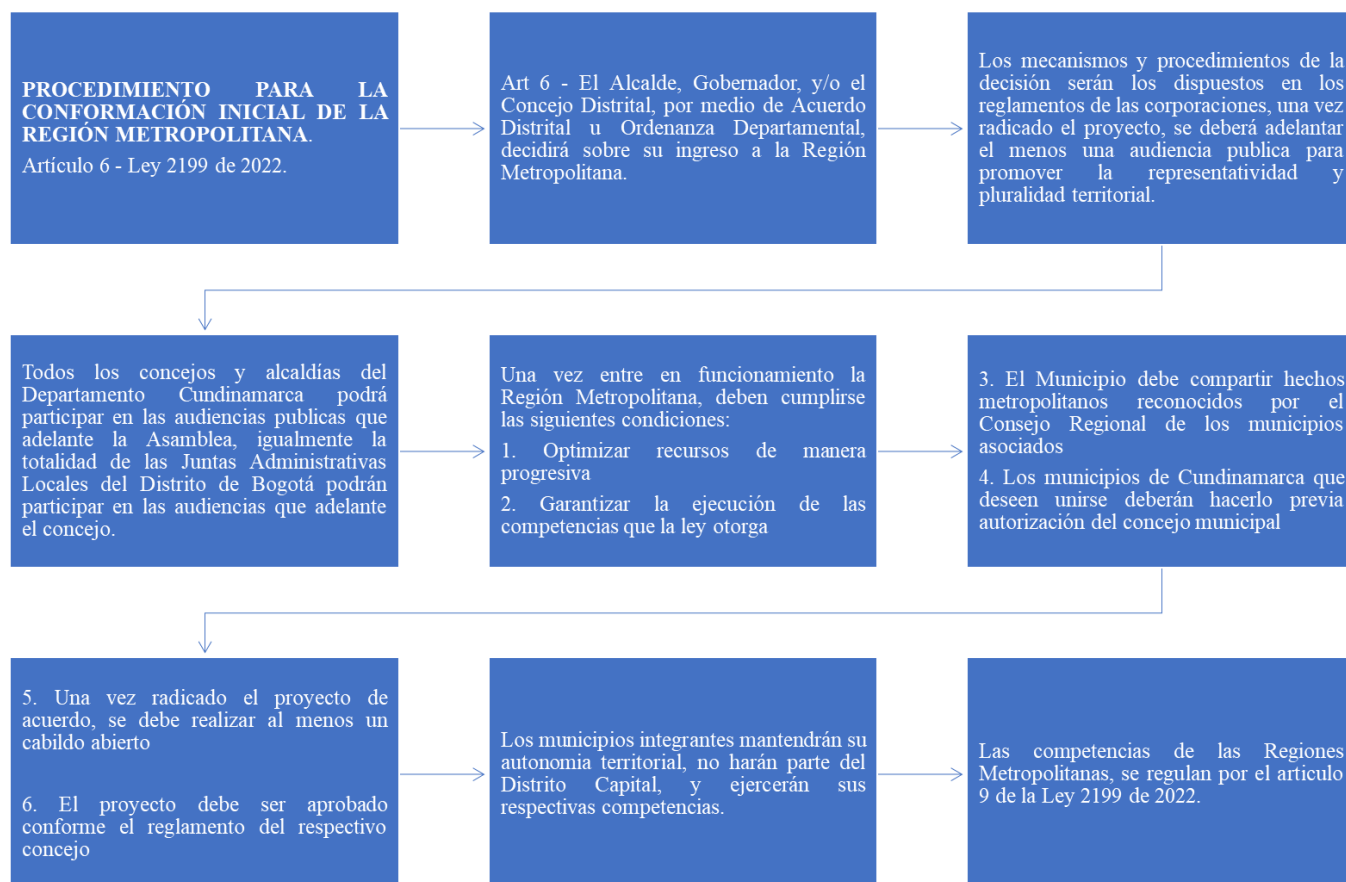 PROCEDIMIENTO PARA LA
CONFORMACIÓN INICIAL DE LA
REGIÓN METROPOLITANA.
Artículo 6 - Ley 2199 de 2022.
Art 6 - El Alcalde, Gobernador, y/o el
Concejo Distrital, por medio de Acuerdo
Distrital u Ordenanza Departamental,
decidirá sobre su ingreso a la Región
Metropolitana.
Los mecanismos y procedimientos de la
decisión serán los dispuestos en los
reglamentos de las corporaciones, una vez
radicado el proyecto, se deberá adelantar
el menos una audiencia publica para
promover la representatividad y
pluralidad territorial.
Todos los concejos y alcaldías del
Departamento Cundinamarca podrá
participar en las audiencias publicas que
adelante la Asamblea, igualmente la
totalidad de las Juntas Administrativas
Locales del Distrito de Bogotá podrán
participar en las audiencias que adelante
el concejo.
Una vez entre en funcionamiento la
Región Metropolitana, deben cumplirse
las siguientes condiciones:
1. Optimizar recursos de manera
progresiva
2. Garantizar la ejecución de las
competencias que la ley otorga
3. El Municipio debe compartir hechos
metropolitanos reconocidos por el
Consejo Regional de los municipios
asociados
4. Los municipios de Cundinamarca que
deseen unirse deberán hacerlo previa
autorización del concejo municipal
5. Una vez radicado el proyecto de
acuerdo, se debe realizar al menos un
cabildo abierto
6. El proyecto debe ser aprobado
conforme el reglamento del respectivo
concejo
Los municipios integrantes mantendrán su
autonomía territorial, no harán parte del
Distrito Capital, y ejercerán sus
respectivas competencias.
Las competencias de las Regiones
Metropolitanas, se regulan por el articulo
9 de la Ley 2199 de 2022.